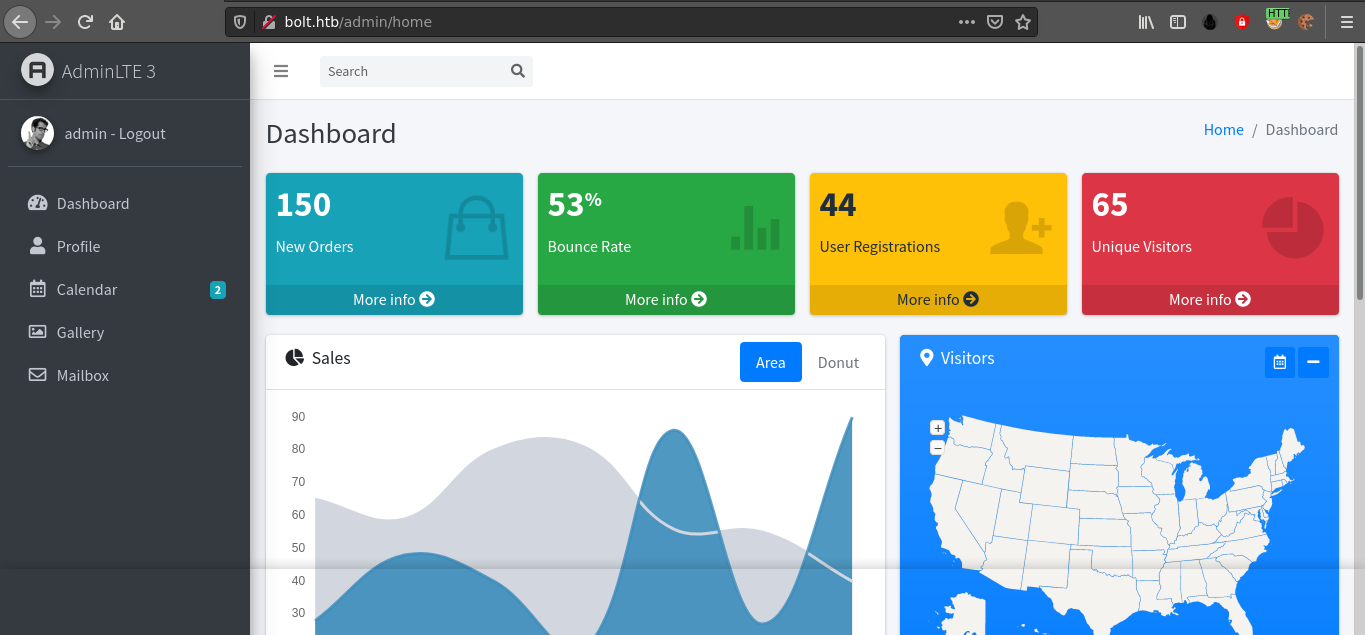 bolt.htb/admin/home
HTTP
AdminLTE 3
Search
admin - Logout
Dashboard
Home / Dashboard
Dashboard
Profile
Calendar 2
Gallery
Mailbox
150
New Orders
More info
53%
Bounce Rate
More info
44
User Registrations
More info
65
Unique Visitors
More info
Sales
Area Donut
90
80
70
60
50
40
30
Visitors
+
−